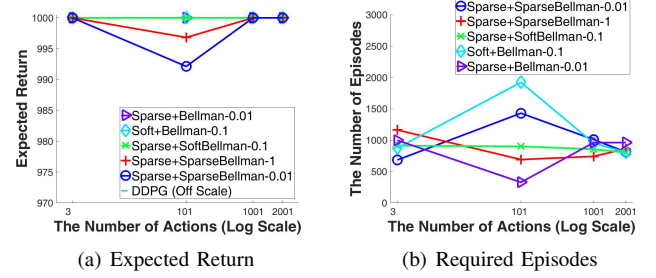 1000
995
990
985
980
975
970
Expected Return
Sparse+Bellman-0.01
Soft+Bellman-0.1
Sparse+SoftBellman-0.1
Sparse+SparseBellman-1
Sparse+SparseBellman-0.01
DDPG (Off Scale)
3 101 1001 2001
The Number of Actions (Log Scale)
(a) Expected Return
3000
2500
2000
1500
1000
500
0
The Number of Episodes
Sparse+SparseBellman-0.01
Sparse+SparseBellman-1
Sparse+SoftBellman-0.1
Soft+Bellman-0.1
Sparse+Bellman-0.01
3 101 1001 2001
The Number of Actions (Log Scale)
(b) Required Episodes